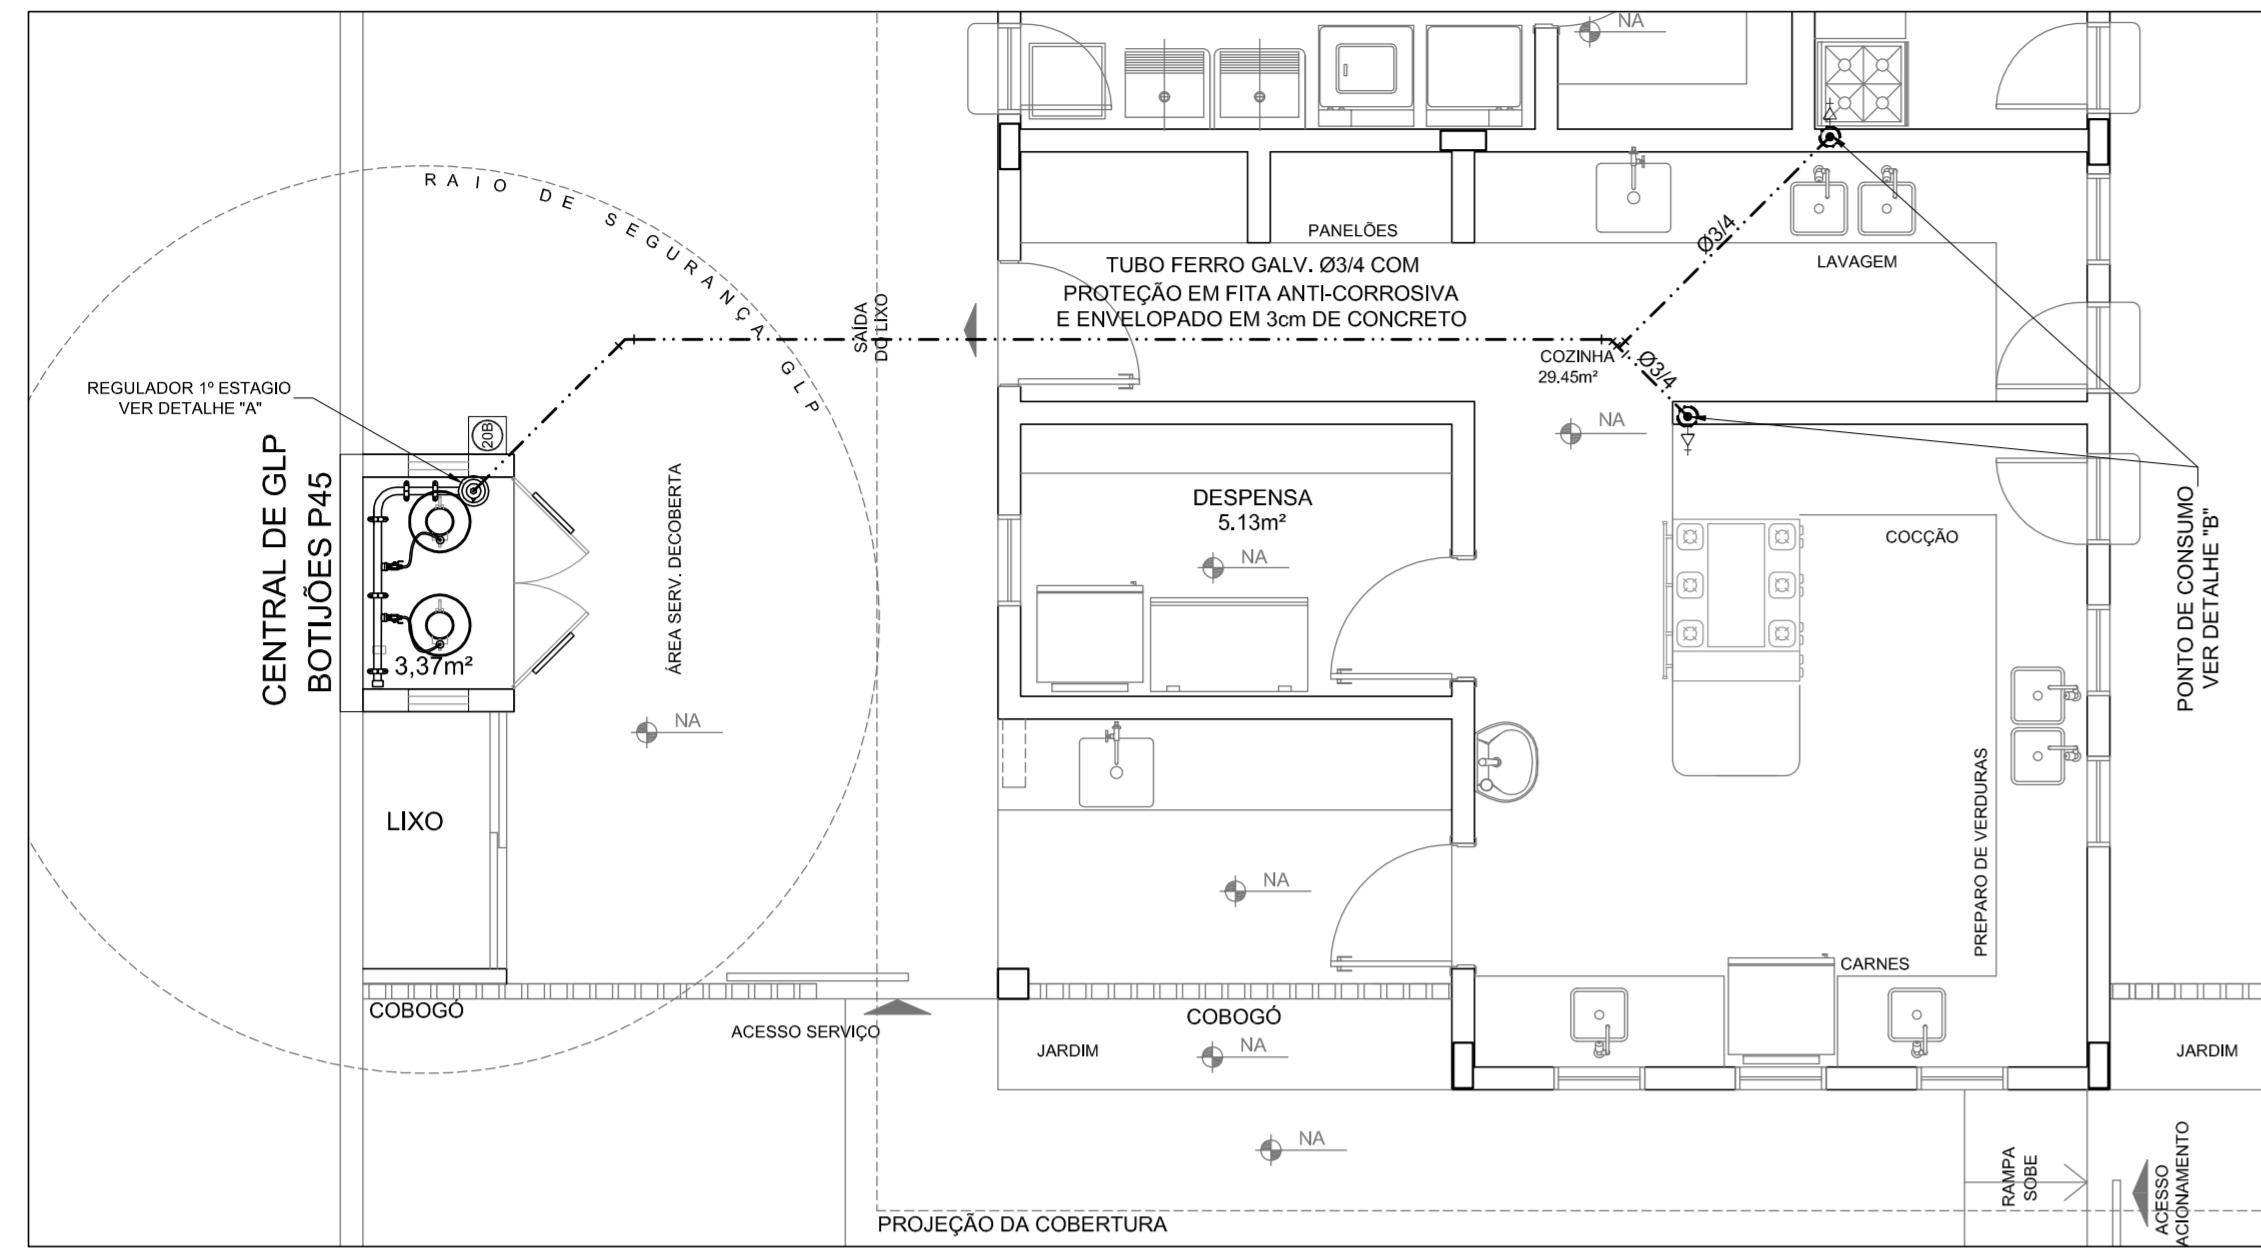 NA
RAIO DE SEGURANÇA GLP
PANELÕES
TUBO FERRO GALV. Ø3/4 COM
PROTEÇÃO EM FITA ANTI-CORROSIVA
E ENVELOPADO EM 3cm DE CONCRETO
Ø3/4
LAVAGEM
SAÍDA
DO LIXO
COZINHA
29.45m²
Ø3/4
REGULADOR 1º ESTAGIO
VER DETALHE "A"
20B
NA
CENTRAL DE GLP
BOTIJÕES P45
3,37m²
ÁREA SERV. DECOBERTA
DESPENSA
5.13m²
NA
COCÇÃO
PONTO DE CONSUMO
VER DETALHE "B"
NA
LIXO
NA
PREPARO DE VERDURAS
CARNES
COBOGÓ
ACESSO SERVIÇO
COBOGÓ
JARDIM
NA
JARDIM
NA
RAMPA
SOBE
ACESSO
ACIONAMENTO
PROJEÇÃO DA COBERTURA